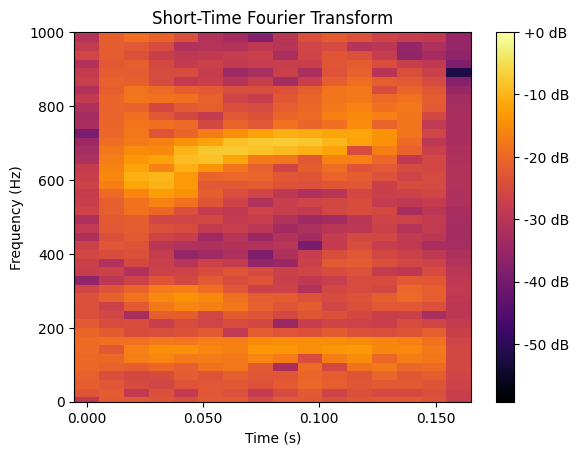 Short-Time Fourier Transform
1000
800
600
400
200
0
Frequency (Hz)
0.000
0.050
0.100
0.150
Time (s)
+0 dB
-10 dB
-20 dB
-30 dB
-40 dB
-50 dB